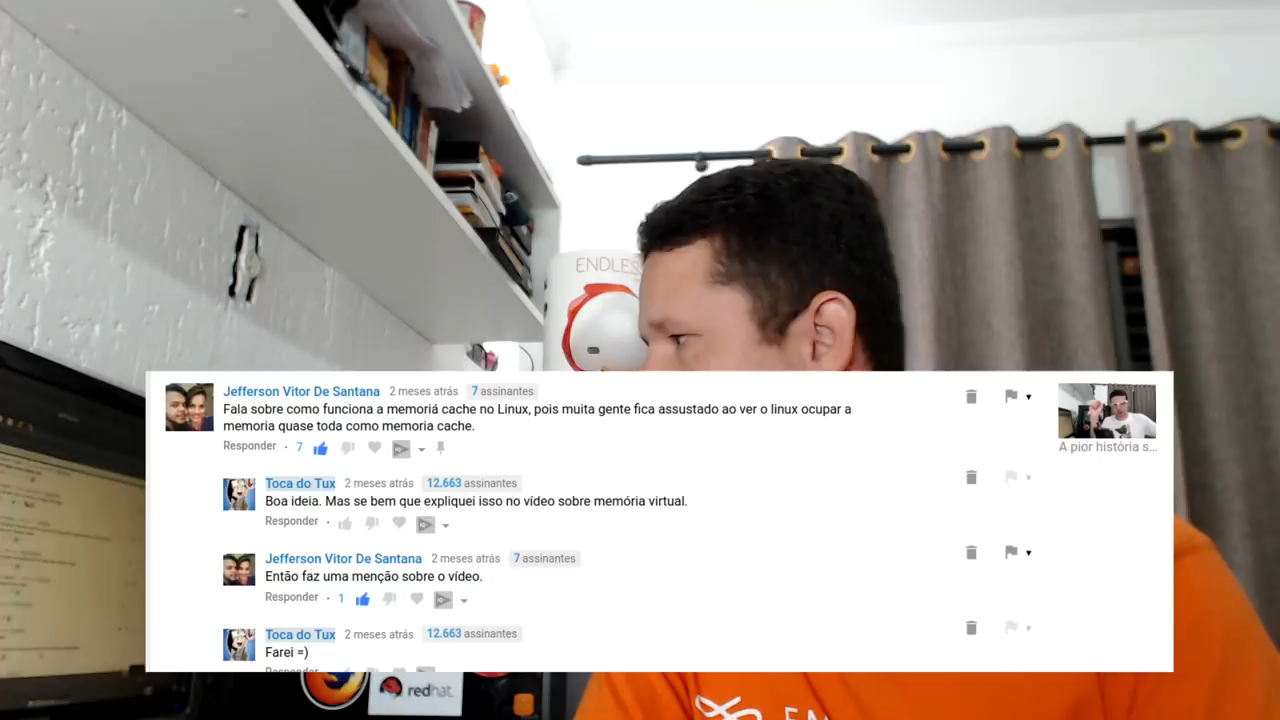 ENDLES
Jefferson Vitor De Santana 2 meses atrás 7 assinantes
Fala sobre como funciona a memoriá cache no Linux, pois muita gente fica assustado ao ver o linux ocupar a
memoria quase toda como memoria cache.
Responder · 7
A pior história s...
Toca do Tux 2 meses atrás 12.663 assinantes
Boa ideia. Mas se bem que expliquei isso no vídeo sobre memória virtual.
Responder ·
Jefferson Vitor De Santana 2 meses atrás 7 assinantes
Então faz uma menção sobre o vídeo.
Responder · 1
Toca do Tux 2 meses atrás 12.663 assinantes
Farei =)
Responder
redhat.
EN